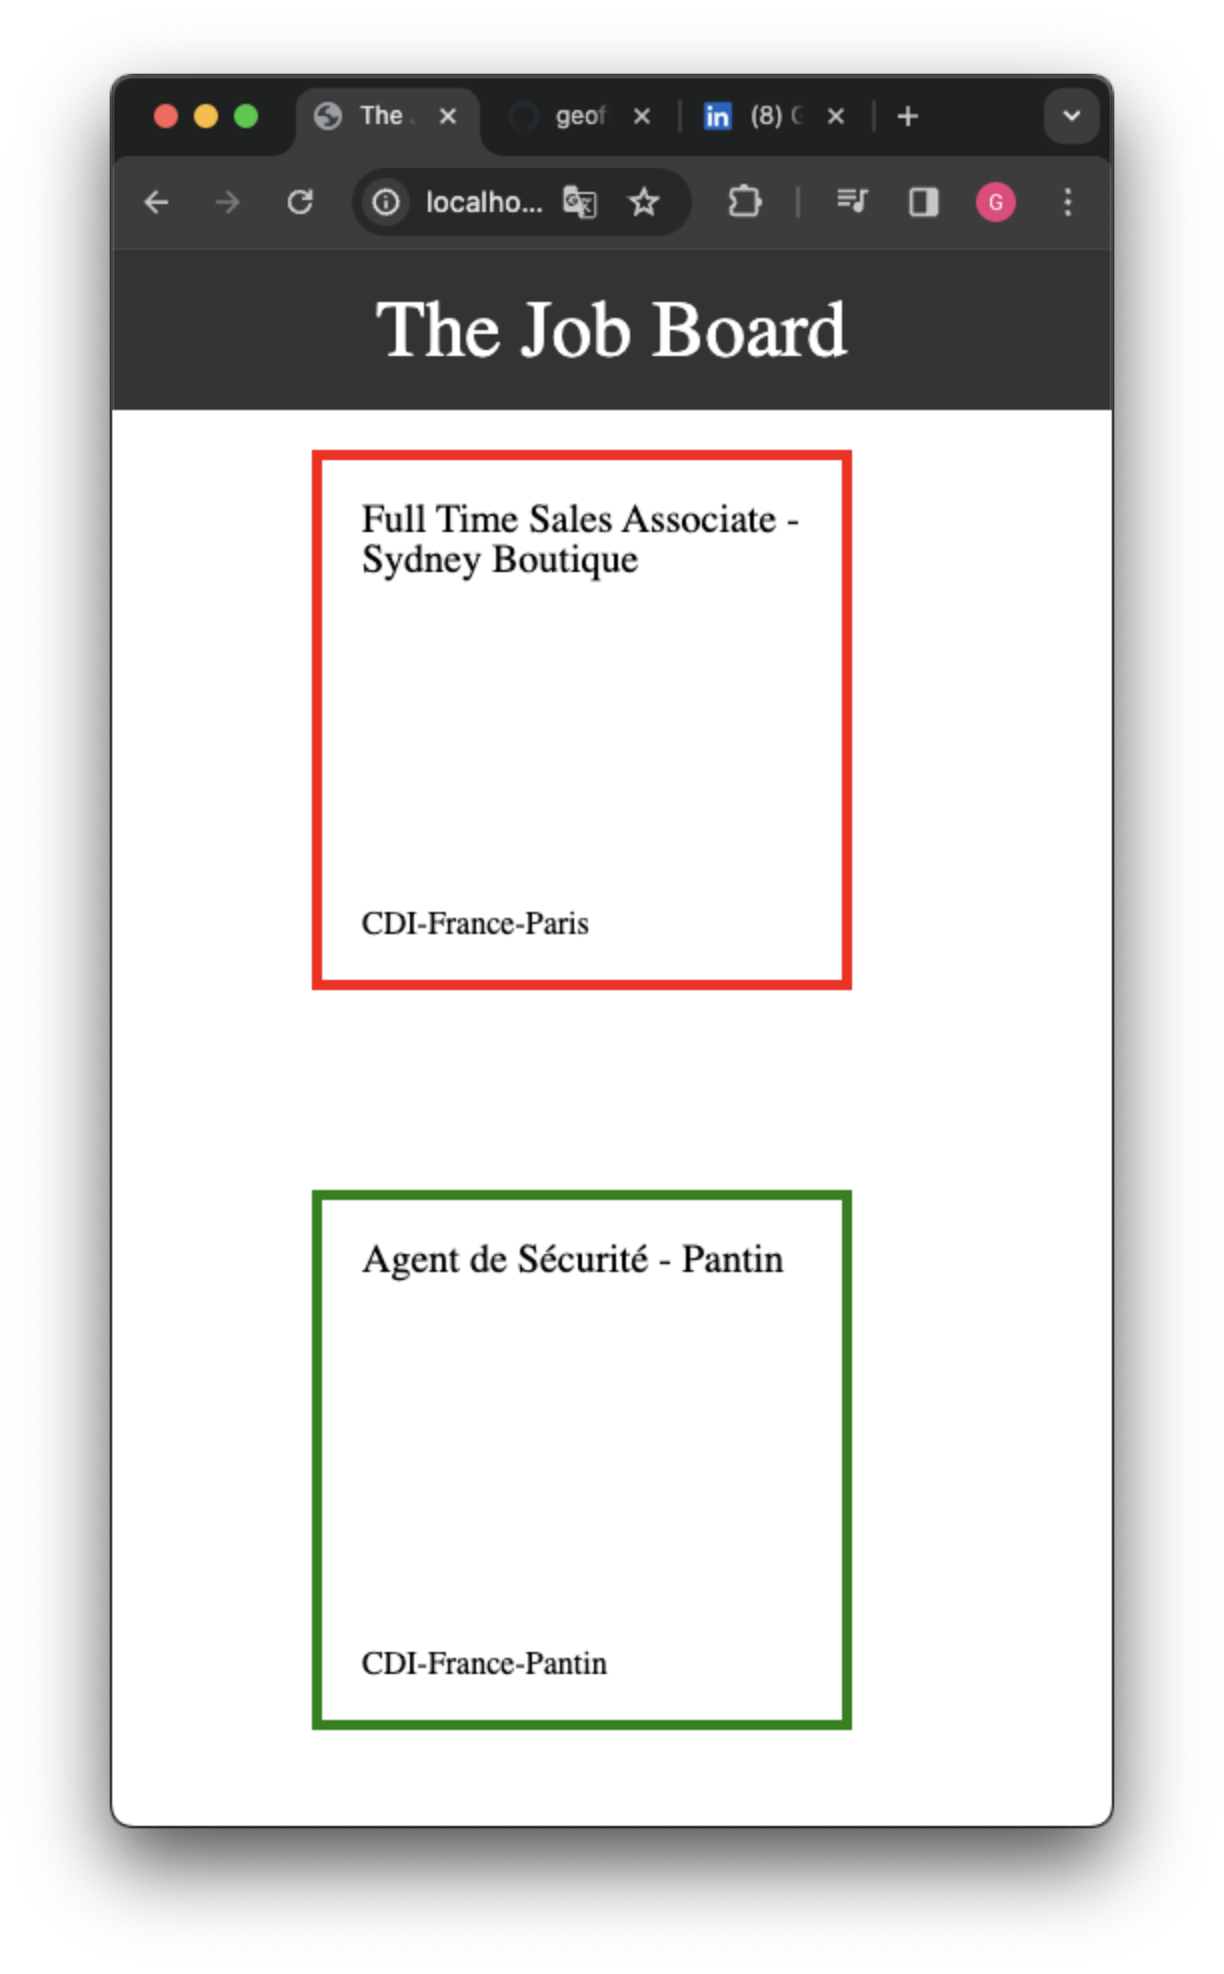 The
geof
(8)
localho...
G
The Job Board
Full Time Sales Associate -
Sydney Boutique
CDI-France-Paris
Agent de Sécurité - Pantin
CDI-France-Pantin